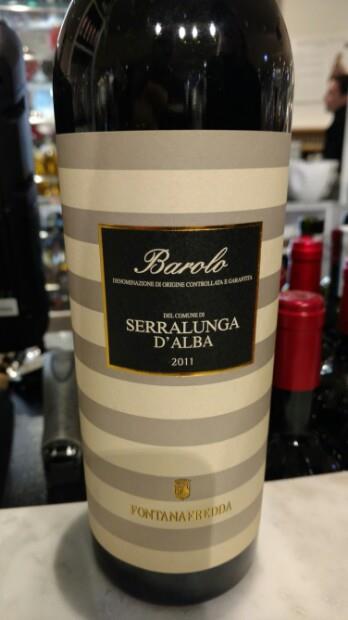 Barolo
DENOMINAZIONE DI ORIGINE CONTROLLATA E GARANTITA
DEL COMUNE DI
SERRALUNGA
D'ALBA
2011
FONTANAFREDDA